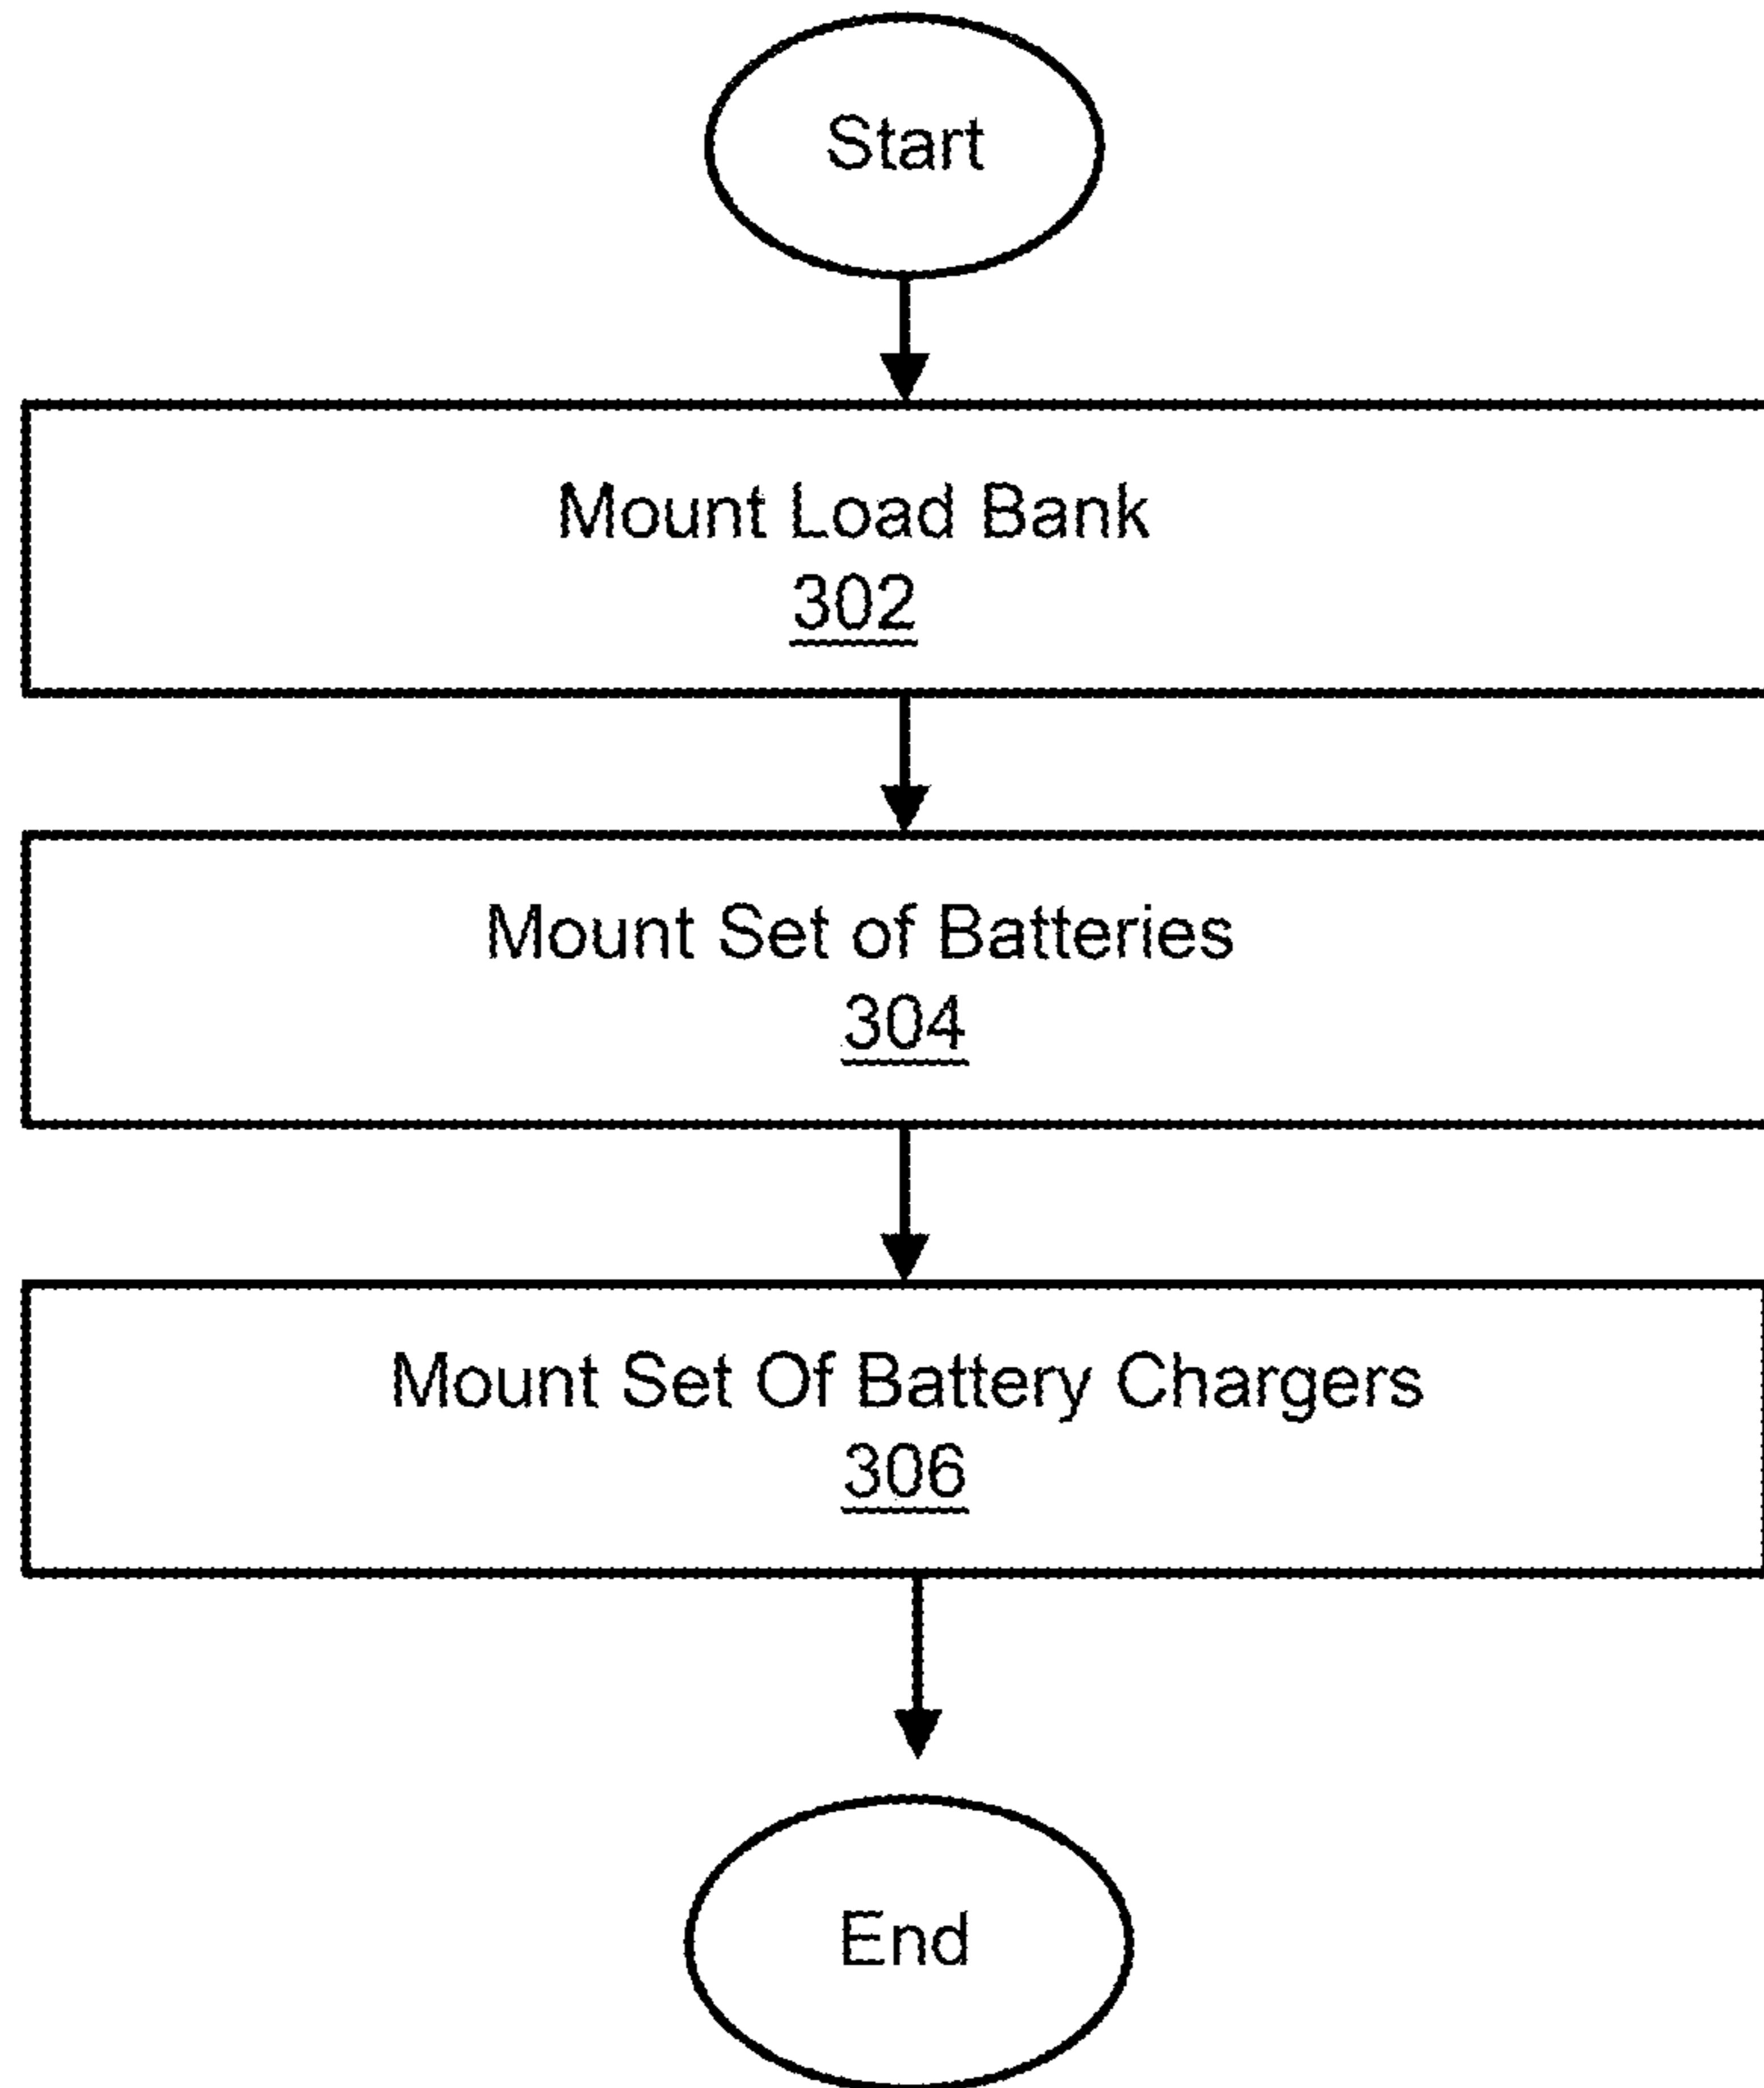 Start
Mount Load Bank
302
Mount Set of Batteries
304
Mount Set Of Battery Chargers
306
End